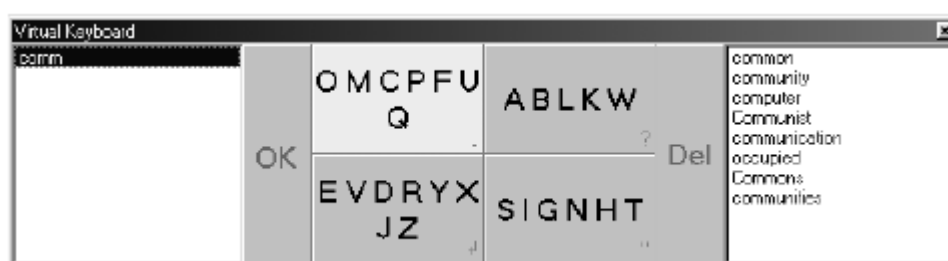 Virtual Keyboard
comm
OK
OMCPFU
Q
.
ABLKW
?
EVDRYX
JZ
↲
SIGNHT
"
Del
common
community
computer
Communist
communication
occupied
Commons
communities